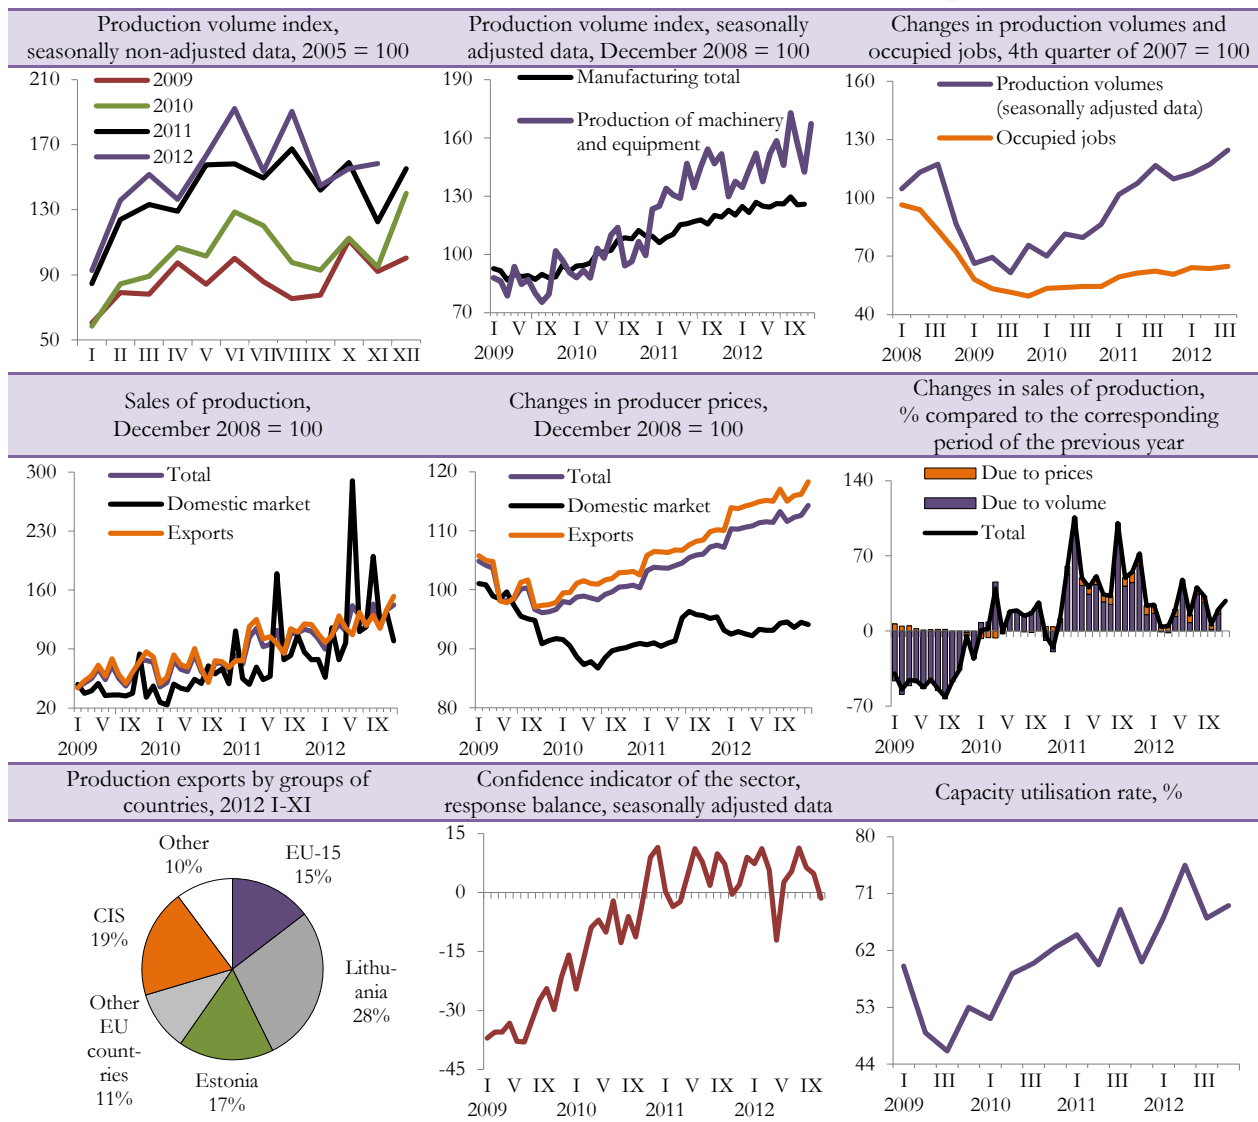 Production volume index,
seasonally non-adjusted data, 2005 = 100
210
170
130
90
50
2009
2010
2011
2012
I II III IV V VI VII VIII IX X XI XII
Production volume index, seasonally
adjusted data, December 2008 = 100
190
160
130
100
70
Manufacturing total
Production of machinery
and equipment
I V IX I V IX I V IX I V IX
2009 2010 2011 2012
Changes in production volumes and
occupied jobs, 4th quarter of 2007 = 100
160
130
100
70
40
Production volumes
(seasonally adjusted data)
Occupied jobs
I III I III I III I III I III
2008 2009 2010 2011 2012
Sales of production,
December 2008 = 100
300
230
160
90
20
Total
Domestic market
Exports
I V IX I V IX I V IX I V IX
2009 2010 2011 2012
Changes in producer prices,
December 2008 = 100
120
110
100
90
80
Total
Domestic market
Exports
I V IX I V IX I V IX I V IX
2009 2010 2011 2012
Changes in sales of production,
% compared to the corresponding
period of the previous year
140
70
0
-70
Due to prices
Due to volume
Total
I V IX I V IX I V IX I V IX
2009 2010 2011 2012
Production exports by groups of
countries, 2012 I-XI
Other
10%
EU-15
15%
CIS
19%
Lithu-
ania
28%
Other
EU
count-
ries
11%
Estonia
17%
Confidence indicator of the sector,
response balance, seasonally adjusted data
15
0
-15
-30
-45
I V IX I V IX I V IX I V IX
2009 2010 2011 2012
Capacity utilisation rate, %
80
71
62
53
44
I III I III I III I III
2009 2010 2011 2012